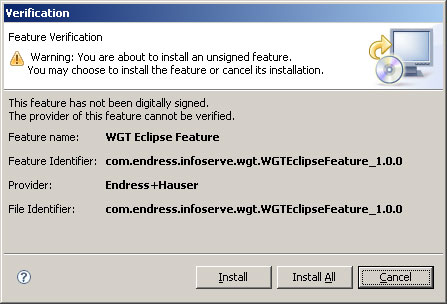 Verification
Feature Verification
Warning: You are about to install an unsigned feature.
You may choose to install the feature or cancel its installation.
This feature has not been digitally signed.
The provider of this feature cannot be verified.
Feature name: WGT Eclipse Feature
Feature Identifier: com.endress.infoserve.wgt.WGTEclipseFeature_1.0.0
Provider: Endress+Hauser
File Identifier: com.endress.infoserve.wgt.WGTEclipseFeature_1.0.0
? Install Install All Cancel